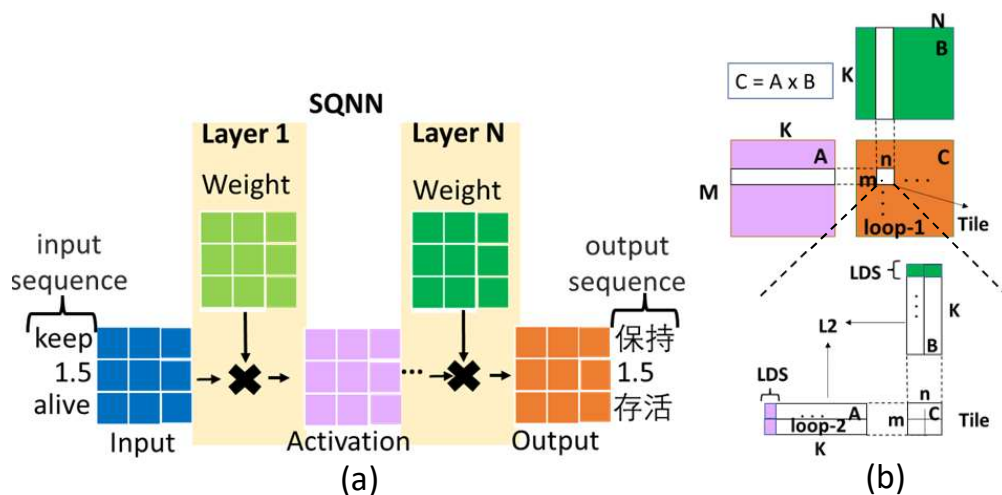 SQNN
Layer 1
Layer N
Weight
Weight
input
sequence
output
sequence
keep
1.5
alive
保持
1.5
存活
...
Input
Activation
Output
(a)
C = A x B
N
B
K
K
A
M
n
C
m
. . .
loop-1
Tile
LDS
K
L2
B
n
LDS
. . .
A
loop-2
m
C
Tile
K
(b)